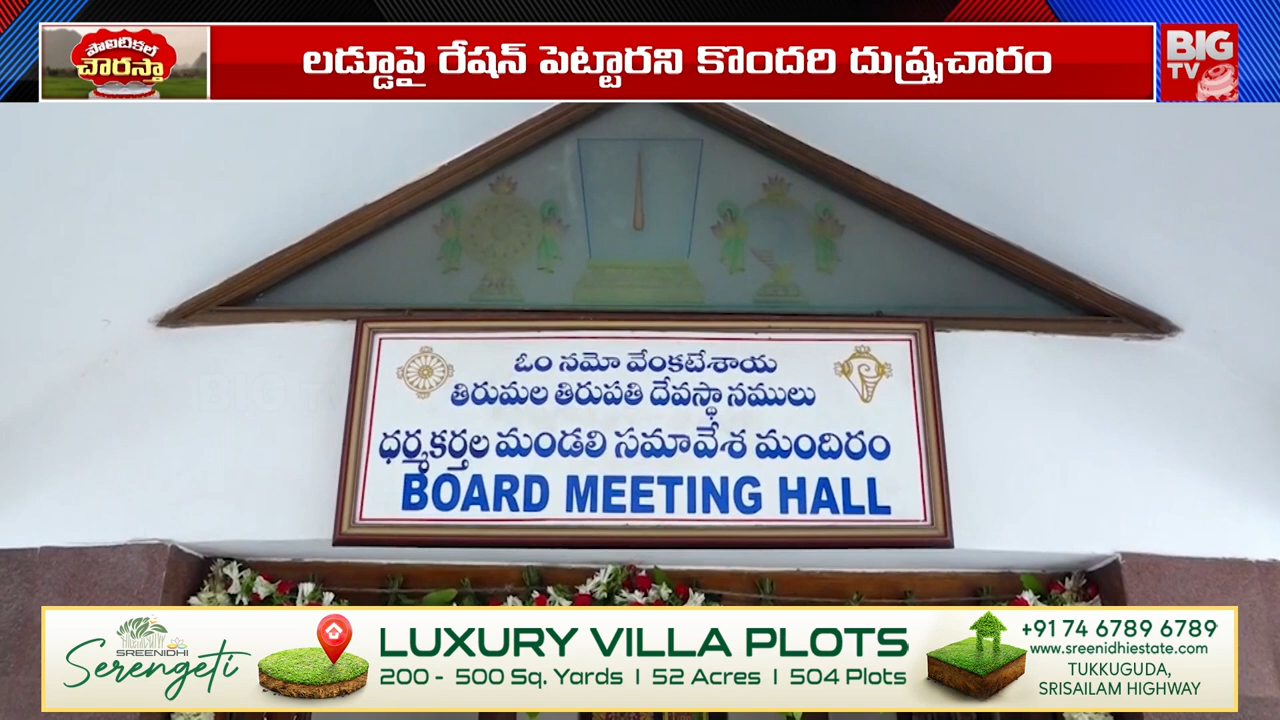 పొలిటికల్
చౌరస్తా
లడ్డూపై రేషన్ పెట్టారని కొందరి దుష్ప్రచారం
BIG
TV
ఓం నమో వేంకటేశాయ
తిరుమల తిరుపతి దేవస్థానములు
ధర్మకర్తల మండలి సమావేశ మందిరం
BOARD MEETING HALL
SREENIDHI
Serengeti
LUXURY VILLA PLOTS
200 - 500 Sq. Yards I 52 Acres I 504 Plots
+91 74 6789 6789
www.sreenidhiestate.com
TUKKUGUDA,
SRISAILAM HIGHWAY